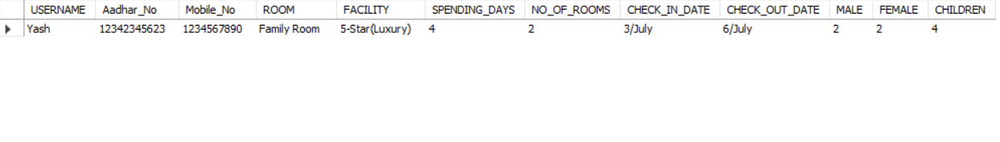 USERNAME Aadhar_No Mobile_No ROOM FACILITY SPENDING_DAYS NO_OF_ROOMS CHECK_IN_DATE CHECK_OUT_DATE MALE FEMALE CHILDREN
Yash 12342345623 1234567890 Family Room 5-Star(Luxury) 4 2 3/July 6/July 2 2 4